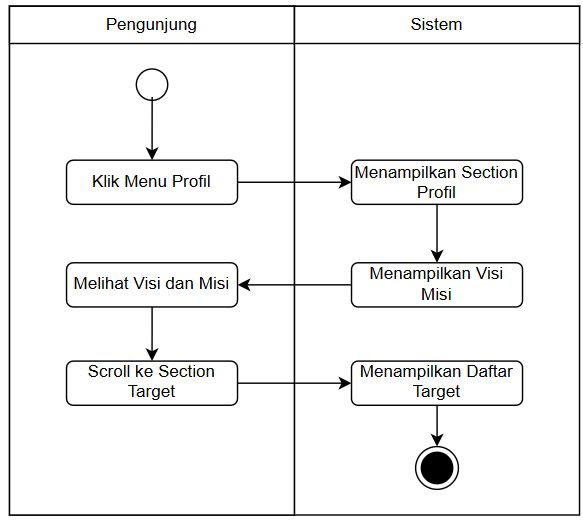 Pengunjung
Sistem
Klik Menu Profil
Menampilkan Section
Profil
Melihat Visi dan Misi
Menampilkan Visi
Misi
Scroll ke Section
Target
Menampilkan Daftar
Target